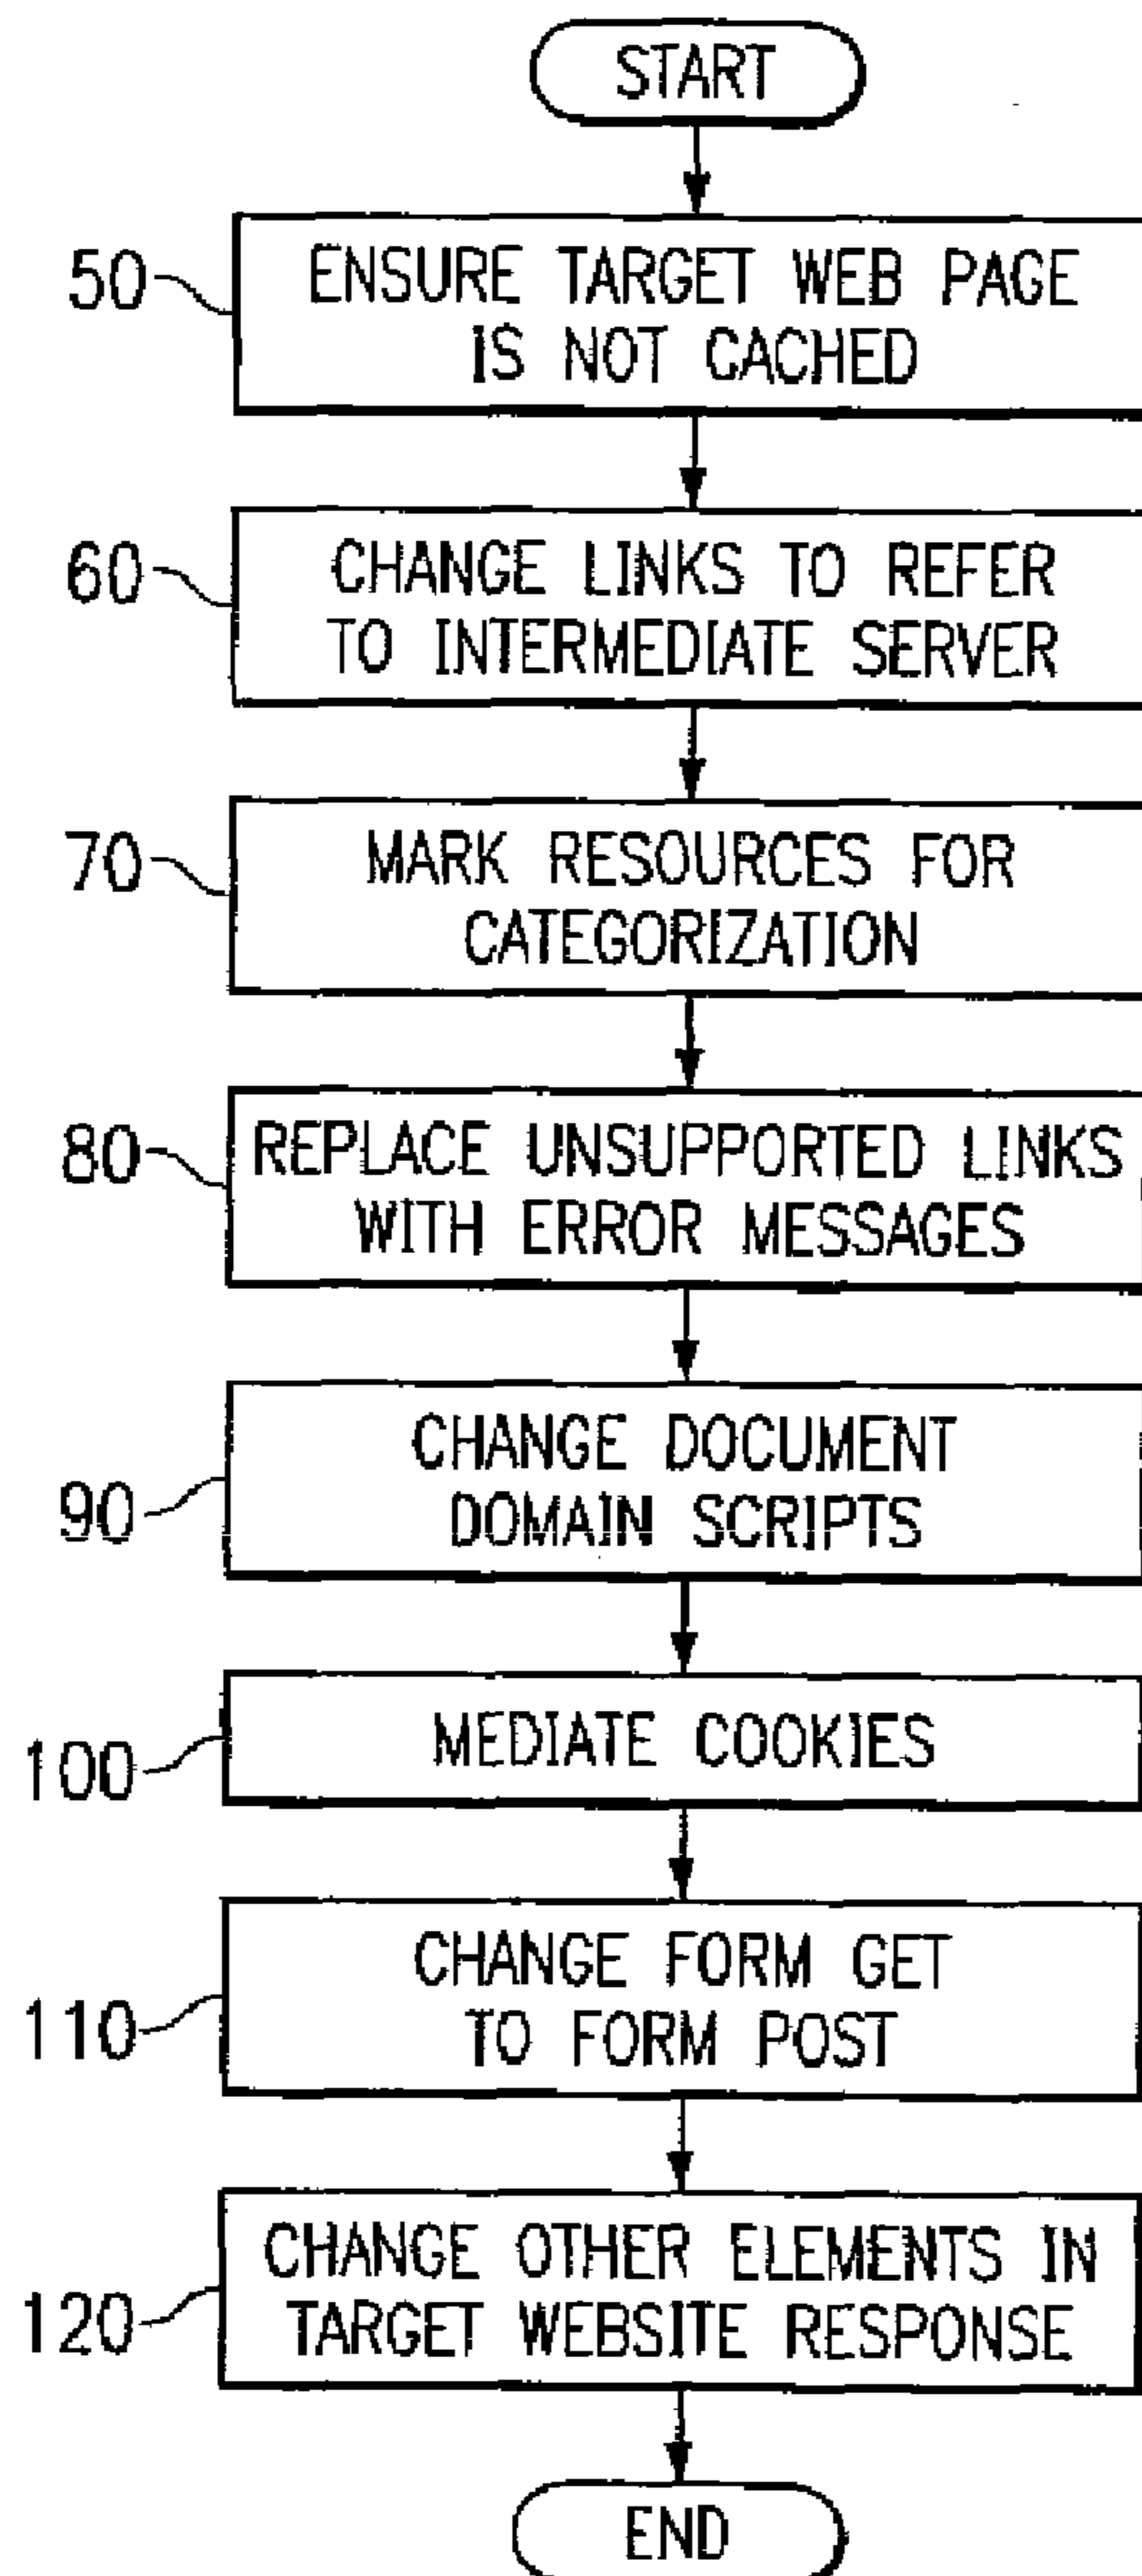 START
50
ENSURE TARGET WEB PAGE
IS NOT CACHED
60
CHANGE LINKS TO REFER
TO INTERMEDIATE SERVER
70
MARK RESOURCES FOR
CATEGORIZATION
80
REPLACE UNSUPPORTED LINKS
WITH ERROR MESSAGES
90
CHANGE DOCUMENT
DOMAIN SCRIPTS
100
MEDIATE COOKIES
110
CHANGE FORM GET
TO FORM POST
120
CHANGE OTHER ELEMENTS IN
TARGET WEBSITE RESPONSE
END